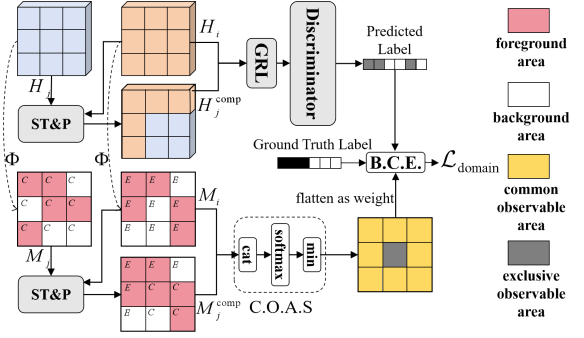 H_i
H_j
H_j^comp
ST&P
GRL
Discriminator
Predicted
Label
Ground Truth Label
B.C.E.
ℒ_domain
flatten as weight
Φ
Φ
C C C
C C C
C C C
E E E
E E E
E E E
M_i
M_j
ST&P
E E E
E C C
E C C
M_j^comp
cat
softmax
min
C.O.A.S
foreground
area
background
area
common
observable
area
exclusive
observable
area